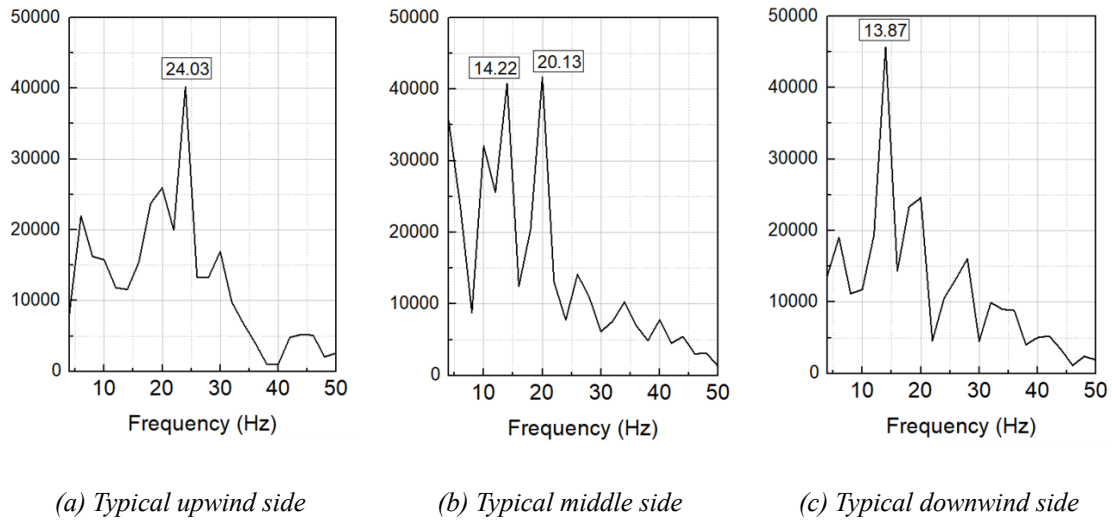 50000
40000
30000
20000
10000
0
24.03
10 20 30 40 50
Frequency (Hz)
(a) Typical upwind side
50000
40000
30000
20000
10000
0
14.22
20.13
10 20 30 40 50
Frequency (Hz)
(b) Typical middle side
50000
40000
30000
20000
10000
0
13.87
10 20 30 40 50
Frequency (Hz)
(c) Typical downwind side